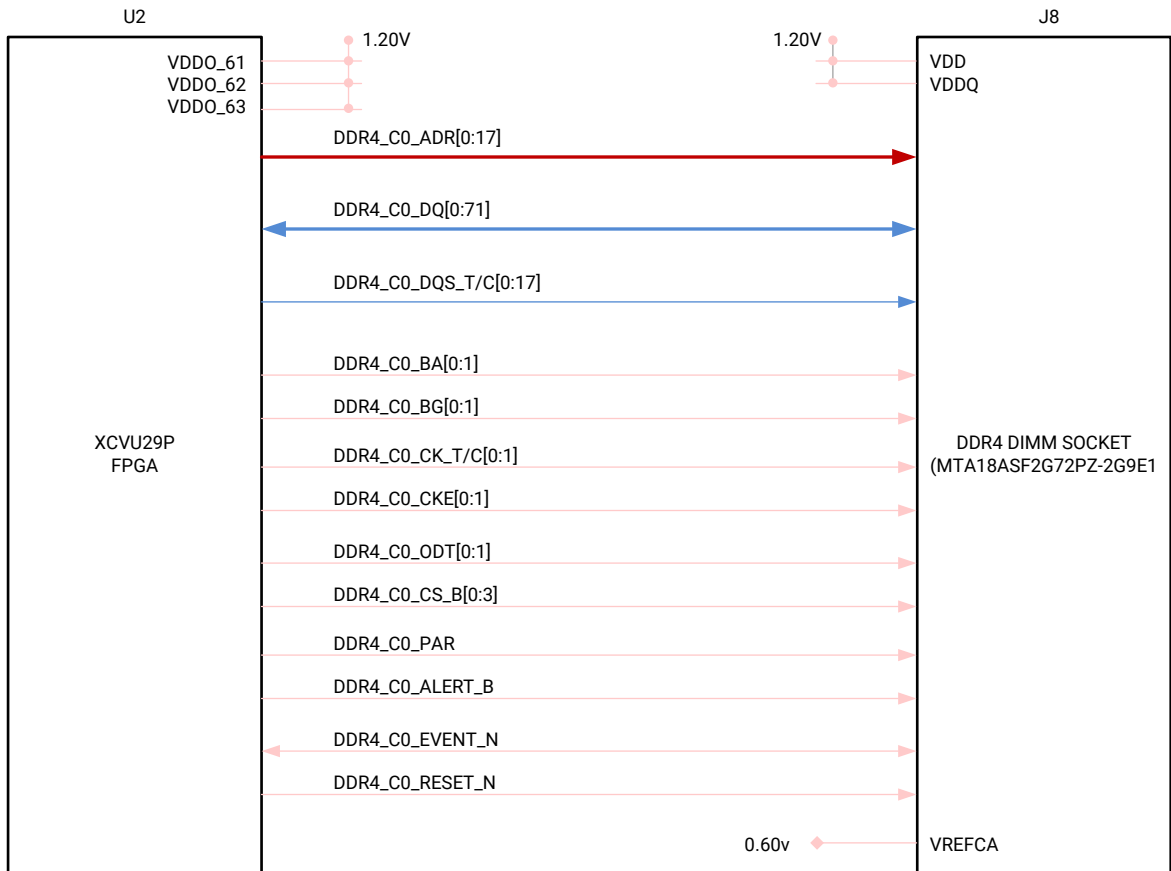 U2
J8
1.20V
1.20V
VDDO_61
VDDO_62
VDDO_63
VDD
VDDQ
DDR4_C0_ADR[0:17]
DDR4_C0_DQ[0:71]
DDR4_C0_DQS_T/C[0:17]
DDR4_C0_BA[0:1]
DDR4_C0_BG[0:1]
XCVU29P
FPGA
DDR4 DIMM SOCKET
(MTA18ASF2G72PZ-2G9E1
DDR4_C0_CK_T/C[0:1]
DDR4_C0_CKE[0:1]
DDR4_C0_ODT[0:1]
DDR4_C0_CS_B[0:3]
DDR4_C0_PAR
DDR4_C0_ALERT_B
DDR4_C0_EVENT_N
DDR4_C0_RESET_N
0.60v
VREFCA